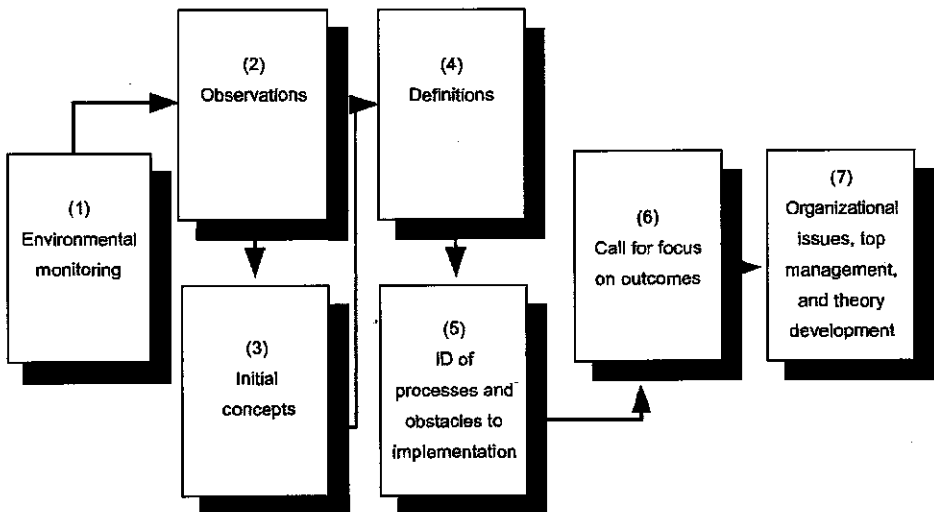 (1)
Environmental
monitoring
(2)
Observations
(3)
Initial
concepts
(4)
Definitions
(5)
ID of
processes and
obstacles to
implementation
(6)
Call for focus
on outcomes
(7)
Organizational
issues, top
management,
and theory
development